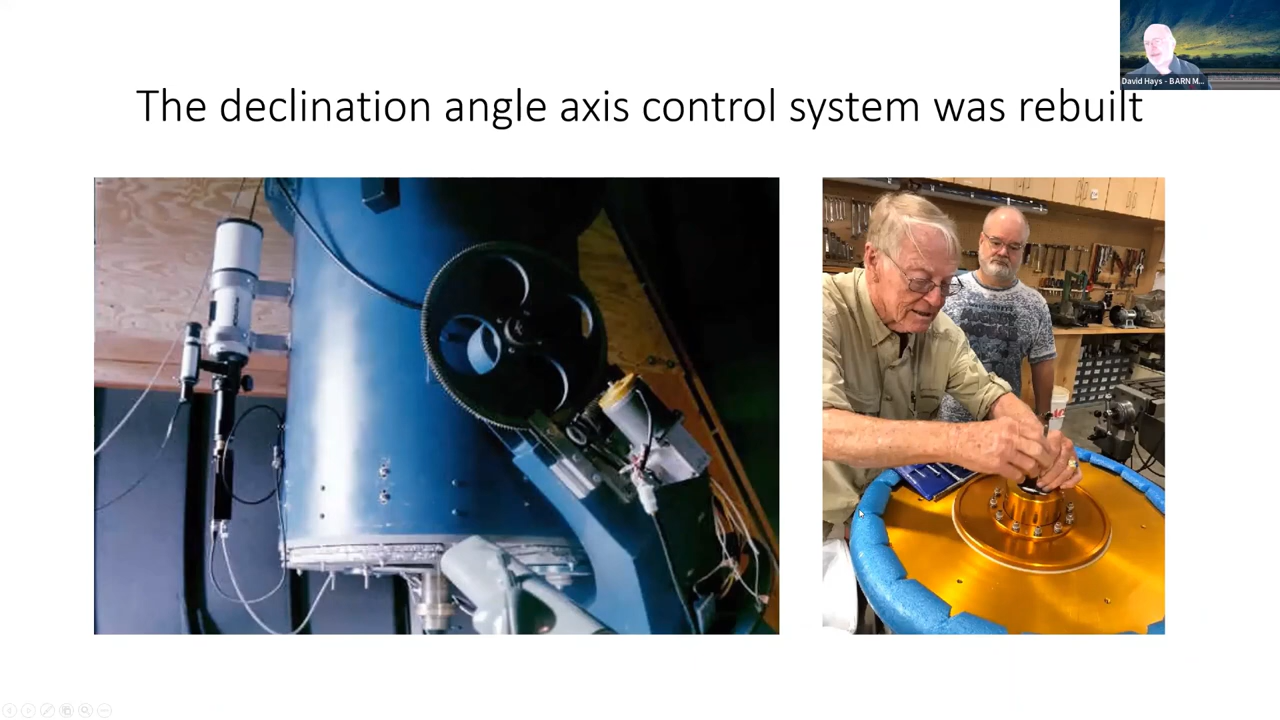 David Hays - BARN M...
The declination angle axis control system was rebuilt